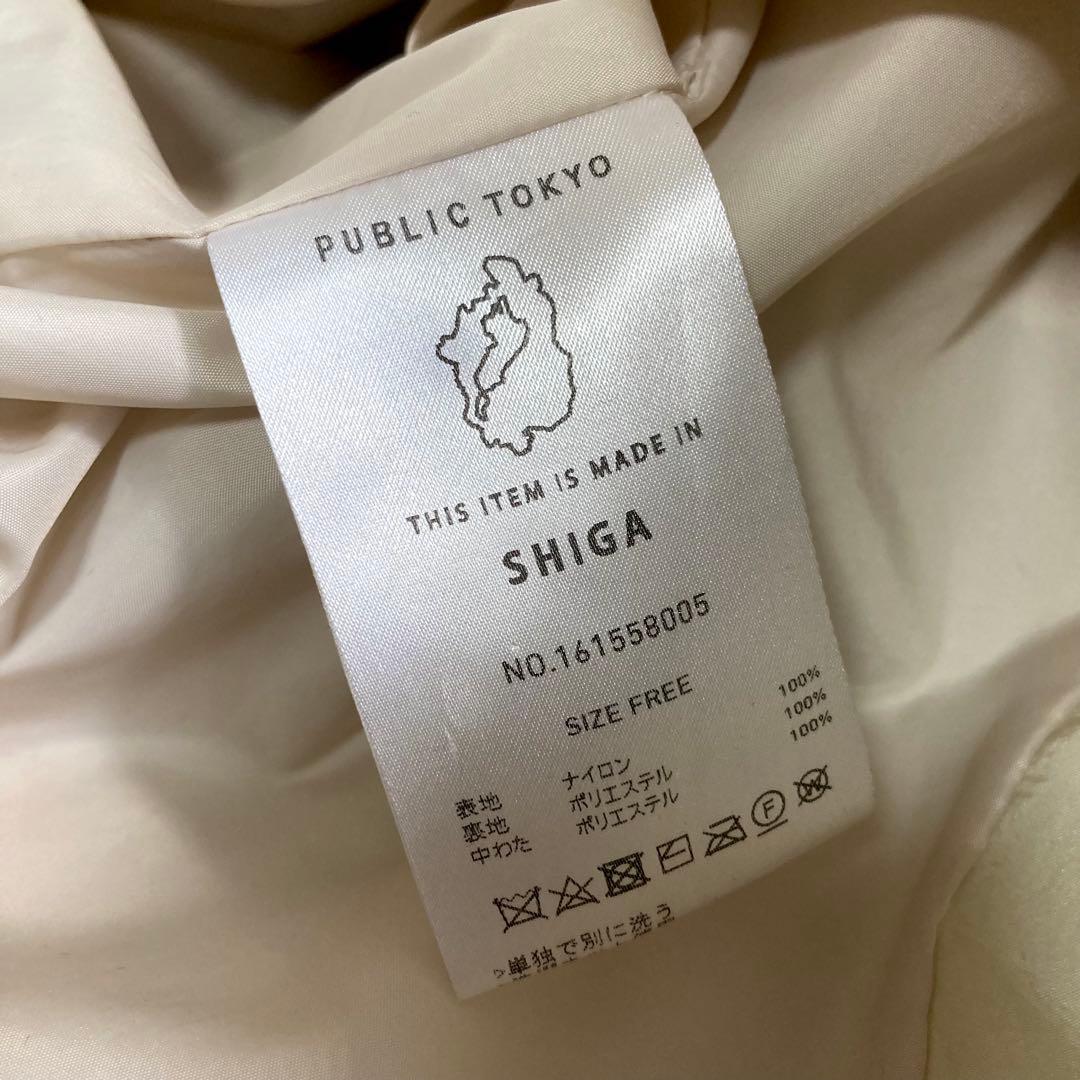 PUBLIC TOKYO
THIS ITEM IS MADE IN
SHIGA
NO.161558005
SIZE FREE
表地 ナイロン 100%
裏地 ポリエステル 100%
中わた ポリエステル 100%
F W
単独で別に洗う